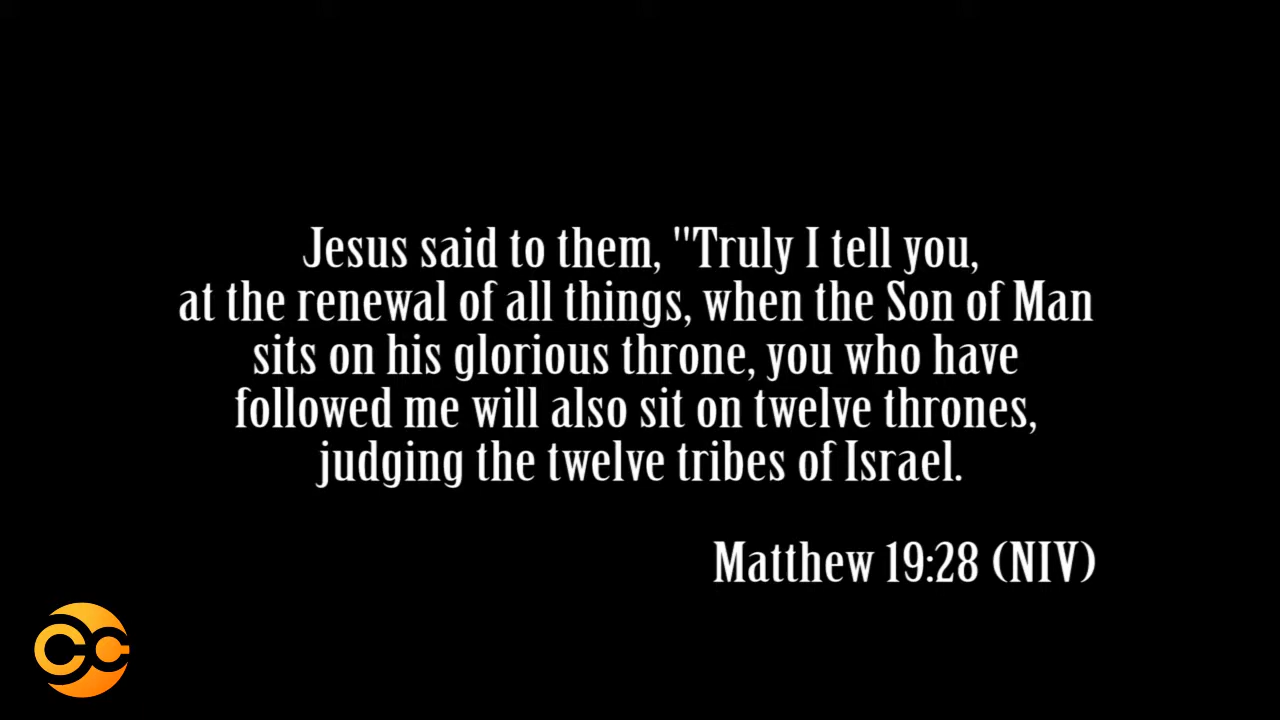 Jesus said to them, "Truly I tell you,
at the renewal of all things, when the Son of Man
sits on his glorious throne, you who have
followed me will also sit on twelve thrones,
judging the twelve tribes of Israel.
Matthew 19:28 (NIV)
CC